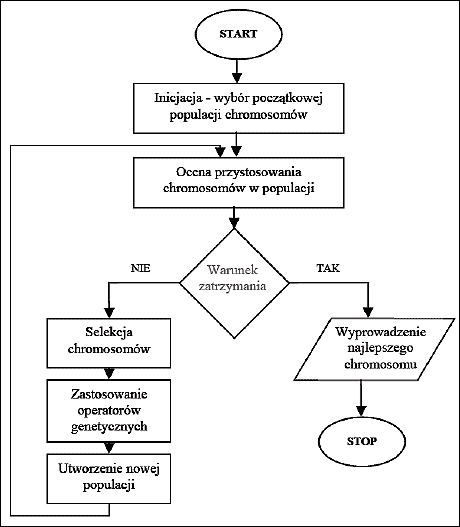 START
Inicjacja - wybór początkowej
populacji chromosomów
Ocena przystosowania
chromosomów w populacji
Warunek
zatrzymania
NIE
TAK
Selekcja
chromosomów
Zastosowanie
operatorów
genetycznych
Utworzenie nowej
populacji
Wyprowadzenie
najlepszego
chromosomu
STOP